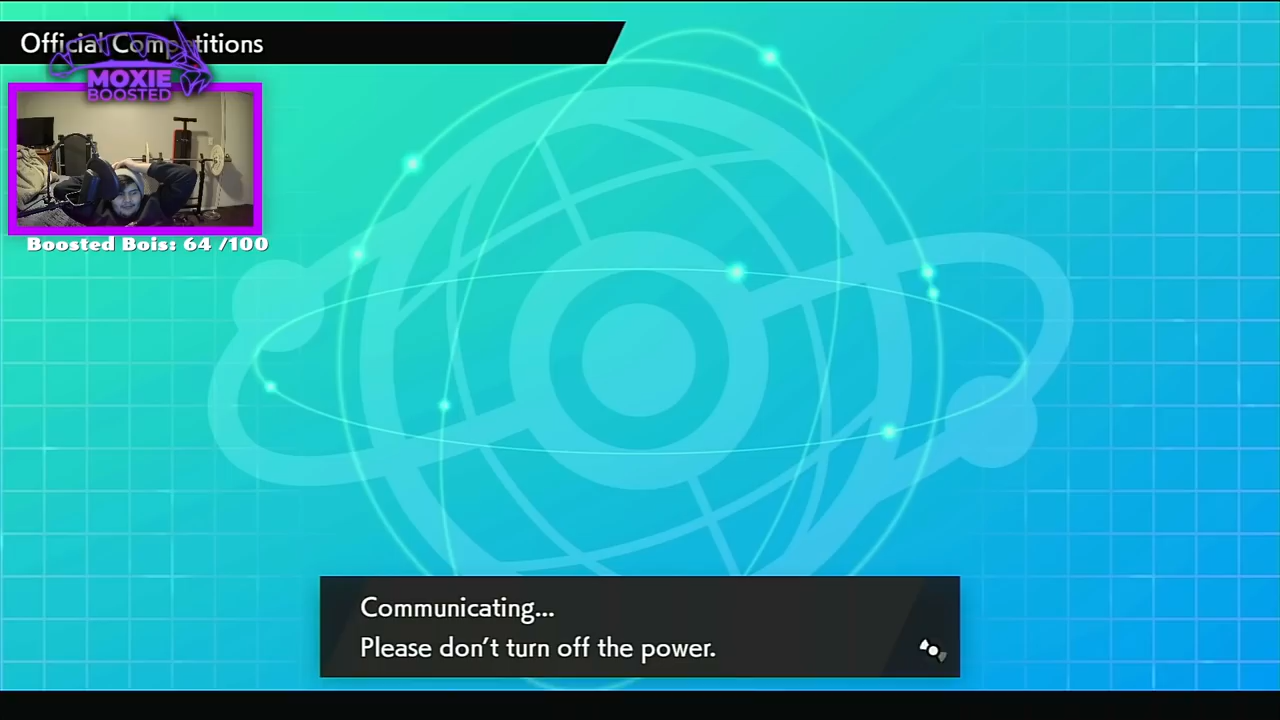 Official Competitions
MOXIE
BOOSTED
Boosted Bois: 64 /100
Communicating...
Please don't turn off the power.